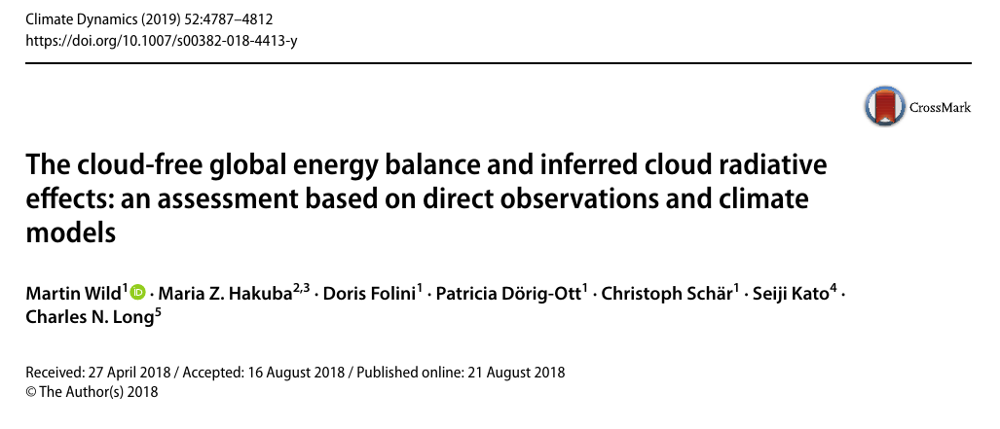 Climate Dynamics (2019) 52:4787–4812
https://doi.org/10.1007/s00382-018-4413-y
CrossMark
The cloud-free global energy balance and inferred cloud radiative
effects: an assessment based on direct observations and climate
models
Martin Wild1 iD · Maria Z. Hakuba2,3 · Doris Folini1 · Patricia Dörig-Ott1 · Christoph Schär1 · Seiji Kato4 ·
Charles N. Long5
Received: 27 April 2018 / Accepted: 16 August 2018 / Published online: 21 August 2018
© The Author(s) 2018